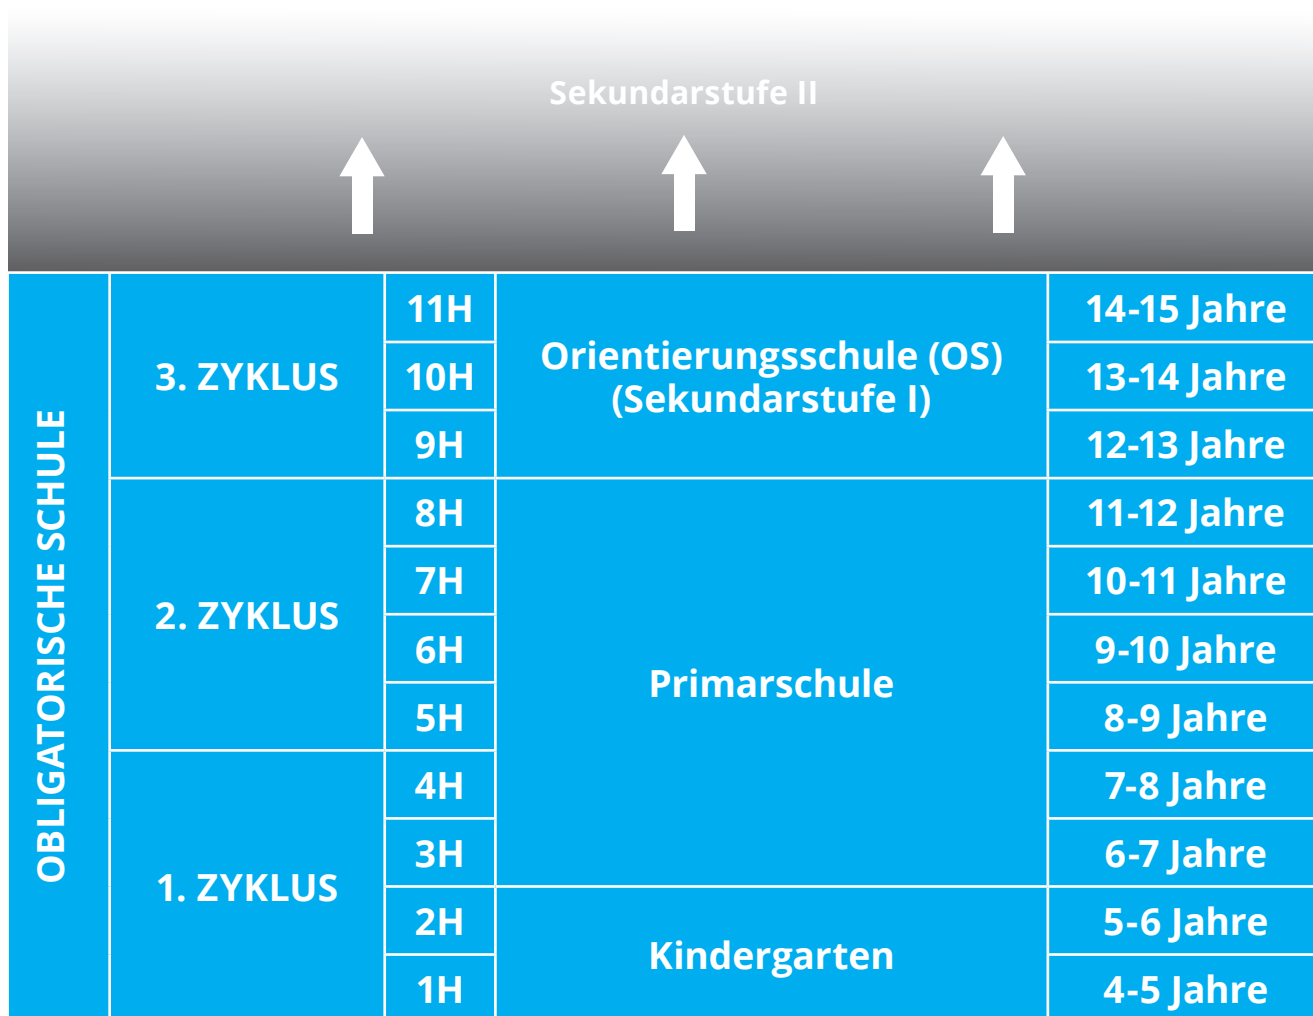 Sekundarstufe II
OBLIGATORISCHE SCHULE
3. ZYKLUS
11H
10H
9H
Orientierungsschule (OS)
(Sekundarstufe I)
14-15 Jahre
13-14 Jahre
12-13 Jahre
2. ZYKLUS
8H
7H
6H
5H
Primarschule
11-12 Jahre
10-11 Jahre
9-10 Jahre
8-9 Jahre
1. ZYKLUS
4H
3H
7-8 Jahre
6-7 Jahre
2H
1H
Kindergarten
5-6 Jahre
4-5 Jahre